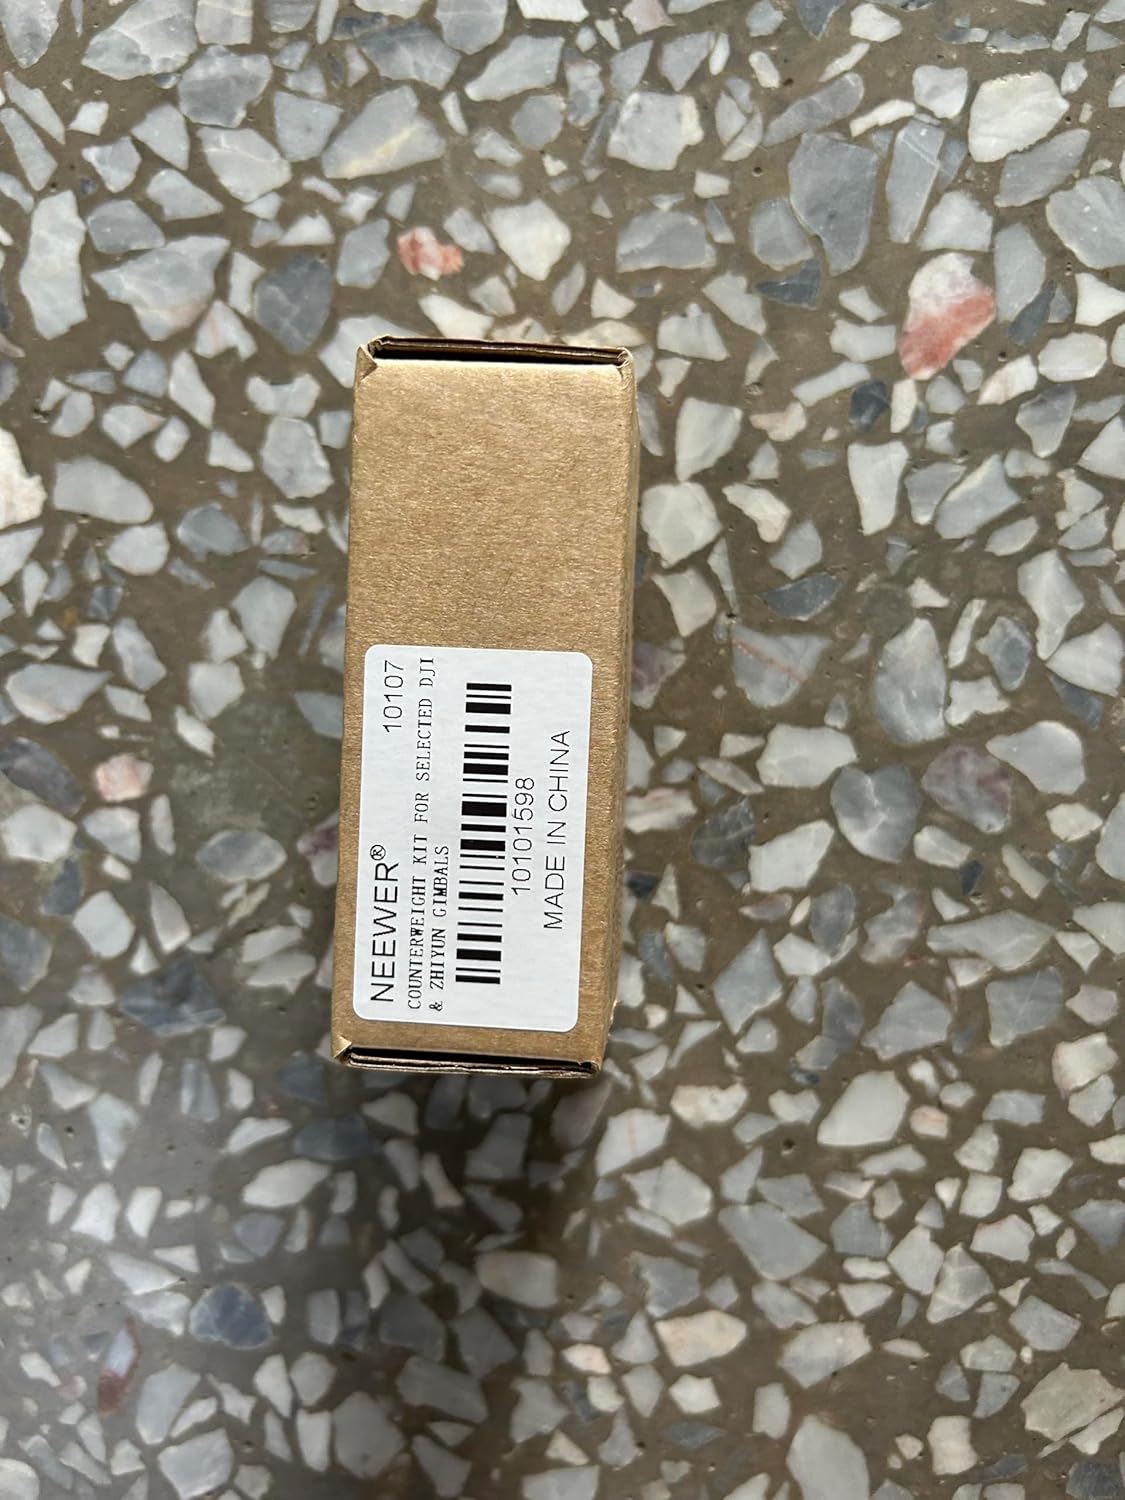 NEEWER® 10107
COUNTERWEIGHT KIT FOR SELECTED DJI
& ZHIYUN GIMBALS
10101598
MADE IN CHINA